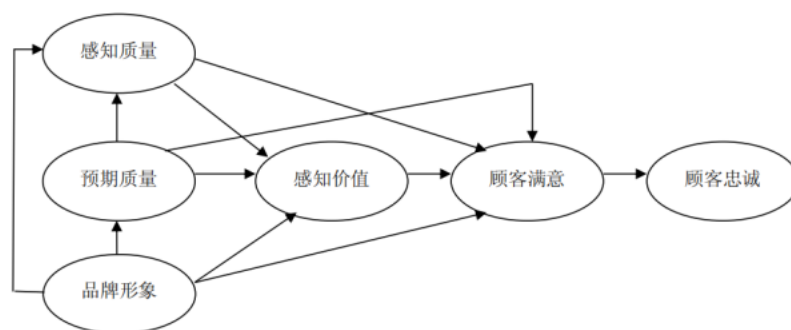 感知质量
预期质量
感知价值
顾客满意
顾客忠诚
品牌形象